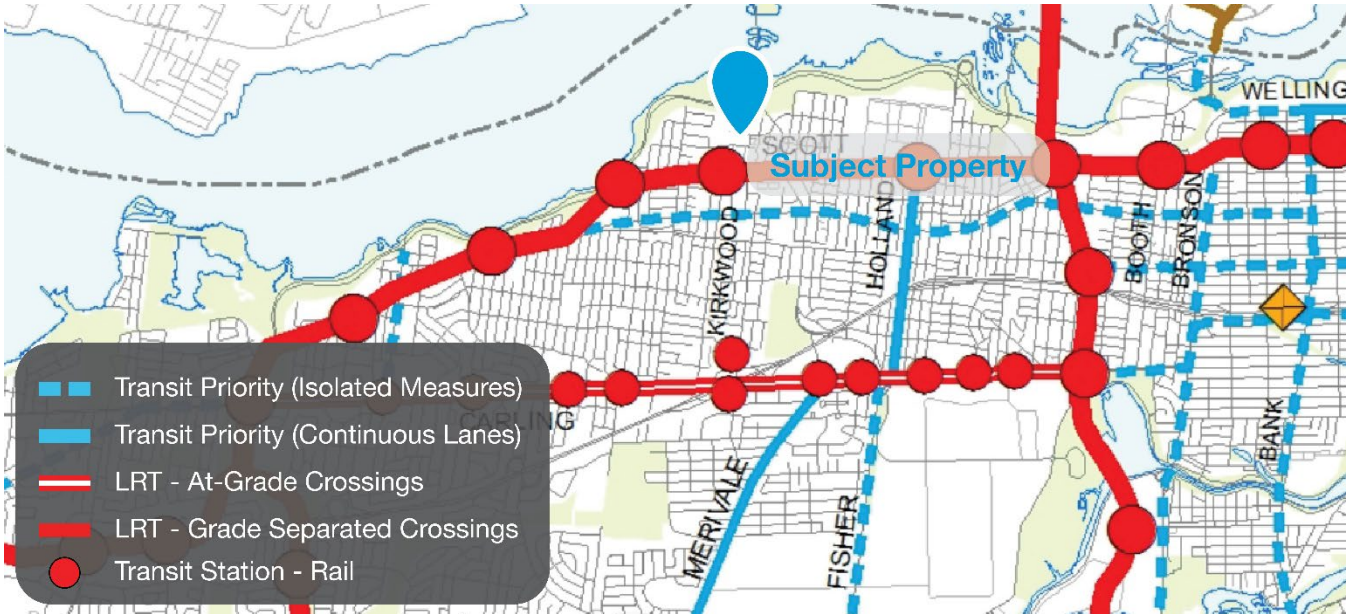 WELLING
SCOTT
Subject Property
KIRKWOOD
HOLLAND
BOOTH
BRONSON
CARLING
MERIVALE
FISHER
BANK
Transit Priority (Isolated Measures)
Transit Priority (Continuous Lanes)
LRT - At-Grade Crossings
LRT - Grade Separated Crossings
Transit Station - Rail